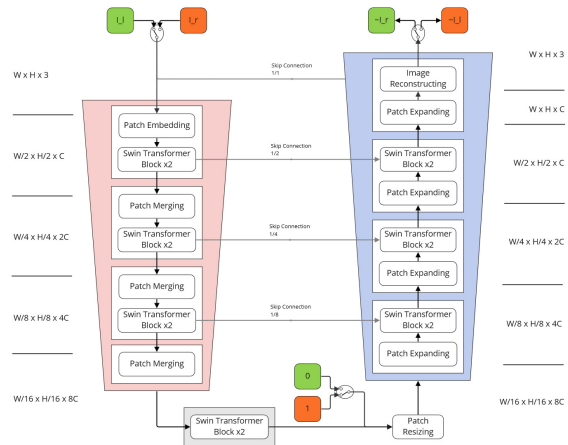 I_l
I_r
~I_r
~I_l
W x H x 3
Skip Connection
1/1
Patch Embedding
Swin Transformer
Block x2
W/2 x H/2 x C
Skip Connection
1/2
Patch Merging
Swin Transformer
Block x2
W/4 x H/4 x 2C
Skip Connection
1/4
Patch Merging
Swin Transformer
Block x2
W/8 x H/8 x 4C
Skip Connection
1/8
Patch Merging
W/16 x H/16 x 8C
Swin Transformer
Block x2
0
1
Patch
Resizing
Image
Reconstructing
Patch Expanding
Swin Transformer
Block x2
Patch Expanding
Swin Transformer
Block x2
Patch Expanding
Swin Transformer
Block x2
Patch Expanding
W x H x 3
W x H x C
W/2 x H/2 x C
W/4 x H/4 x 2C
W/8 x H/8 x 4C
W/16 x H/16 x 8C